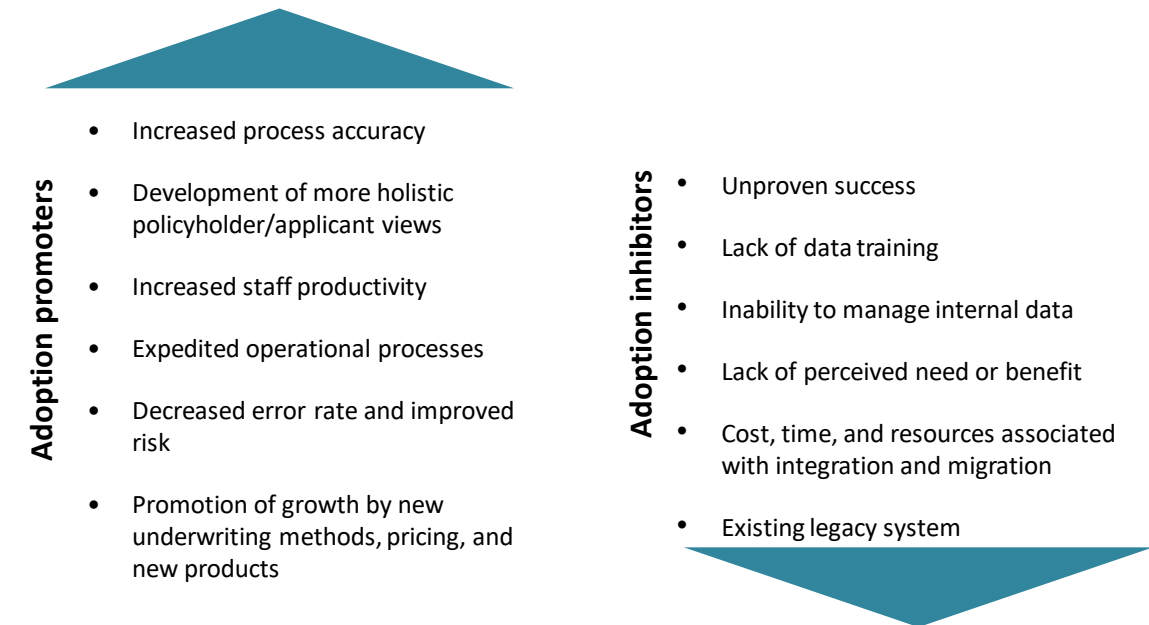 Adoption promoters
• Increased process accuracy
• Development of more holistic
policyholder/applicant views
• Increased staff productivity
• Expedited operational processes
• Decreased error rate and improved
risk
• Promotion of growth by new
underwriting methods, pricing, and
new products
Adoption inhibitors
• Unproven success
• Lack of data training
• Inability to manage internal data
• Lack of perceived need or benefit
• Cost, time, and resources associated
with integration and migration
• Existing legacy system